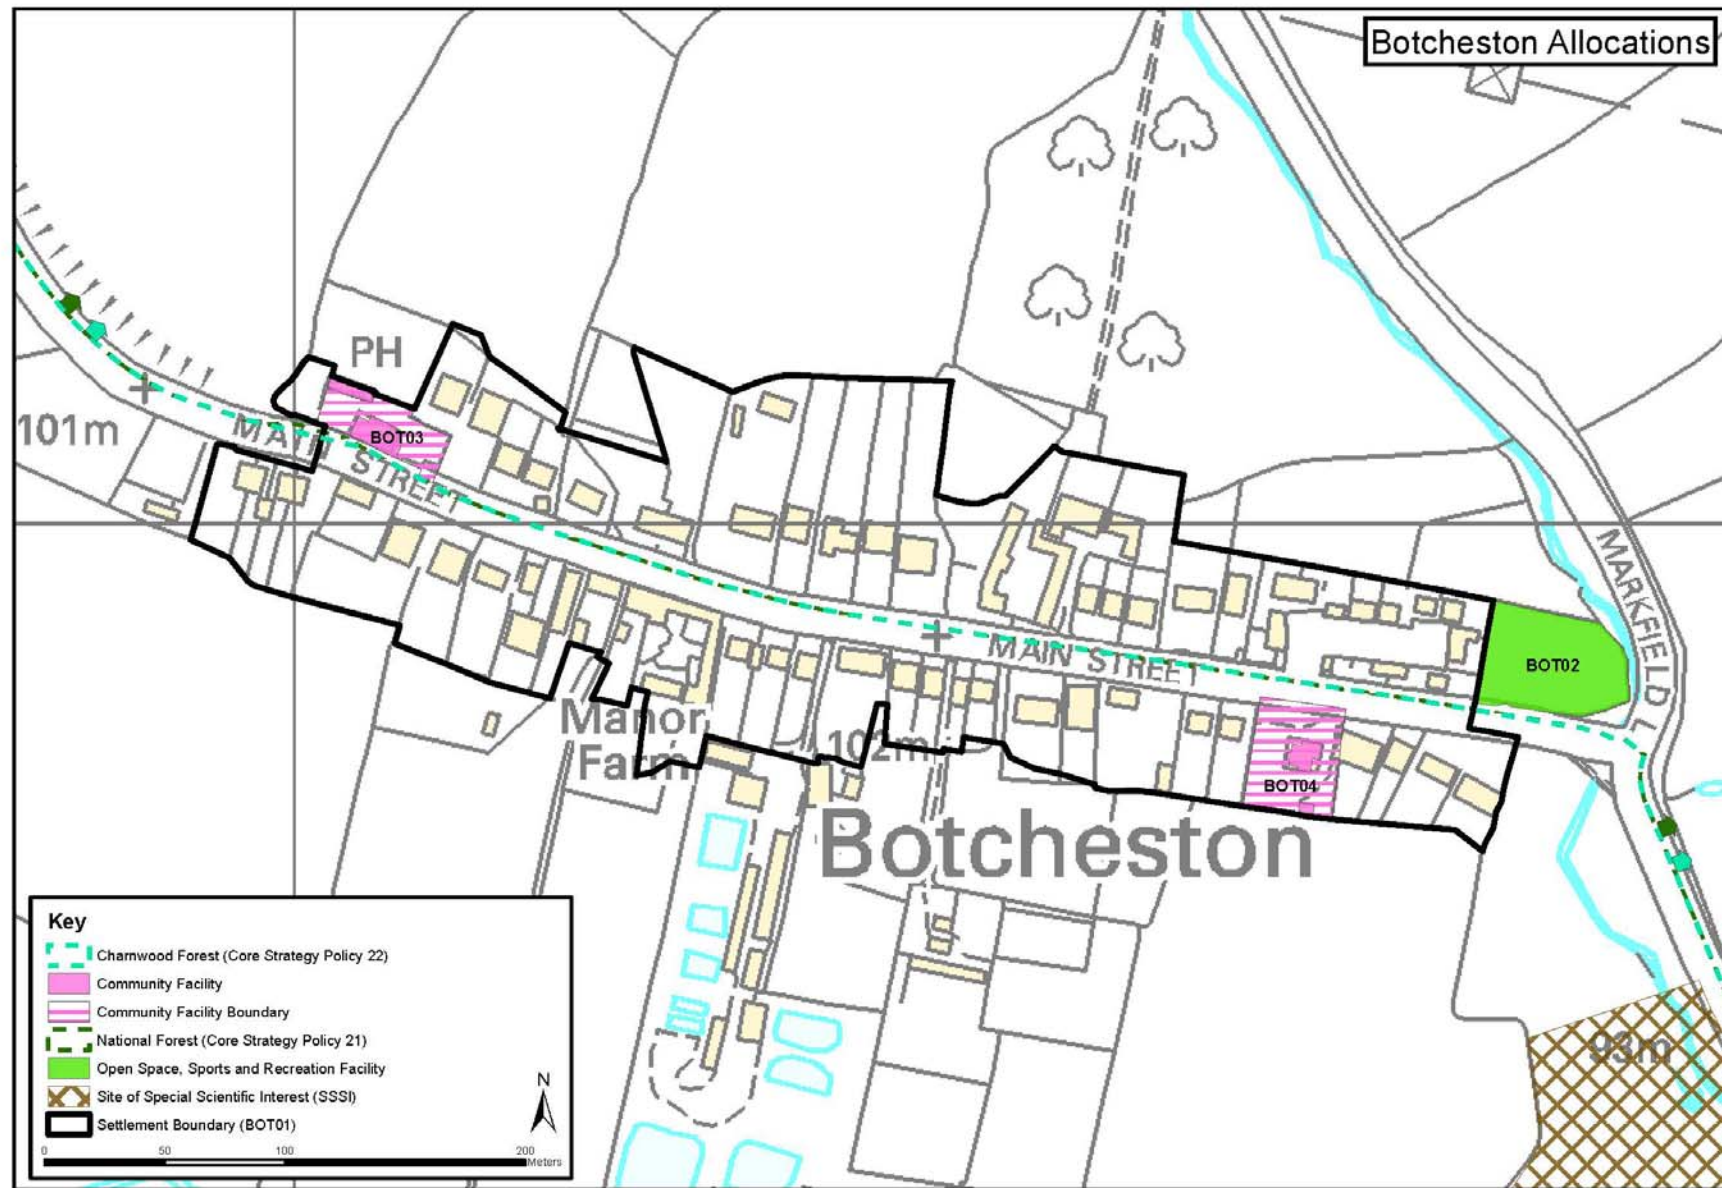 Botcheston Allocations
PH
101m
BOT03
MAIN STREET
MARKFIELD L
MAIN STREET
BOT02
Manor
Farm
102m
BOT04
Botcheston
93m
Key
Charnwood Forest (Core Strategy Policy 22)
Community Facility
Community Facility Boundary
National Forest (Core Strategy Policy 21)
Open Space, Sports and Recreation Facility
Site of Special Scientific Interest (SSSI)
Settlement Boundary (BOT01)
N
0 50 100 200
Meters